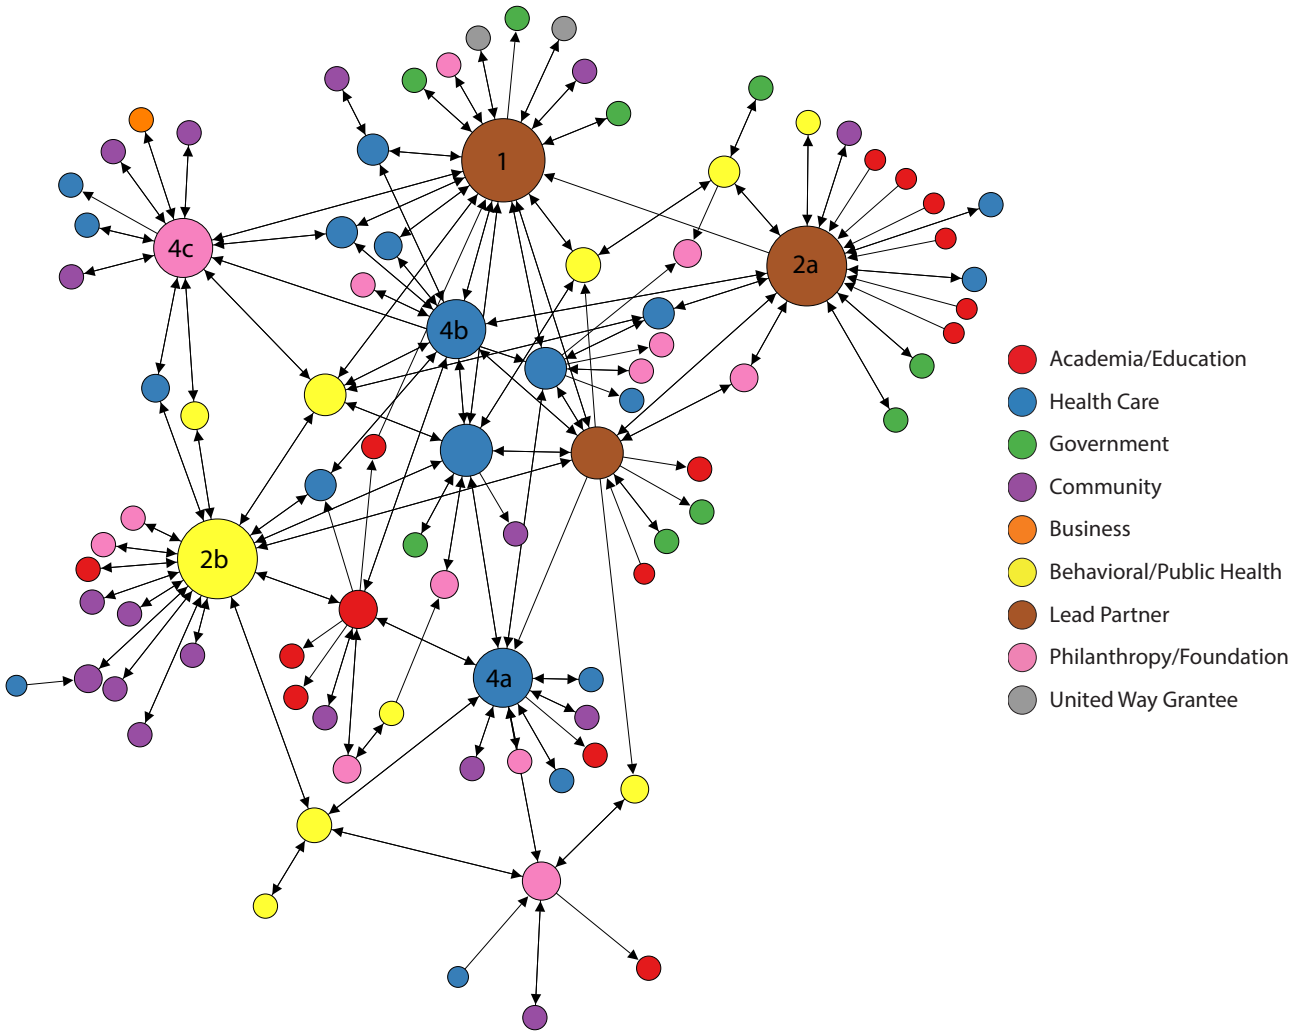 1
4c
2a
4b
2b
4a
Academia/Education
Health Care
Government
Community
Business
Behavioral/Public Health
Lead Partner
Philanthropy/Foundation
United Way Grantee